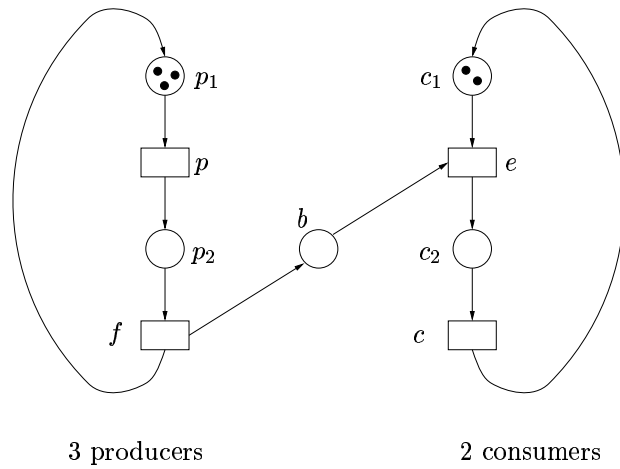 p₁
c₁
p
e
b
p₂
c₂
f
c
3 producers
2 consumers